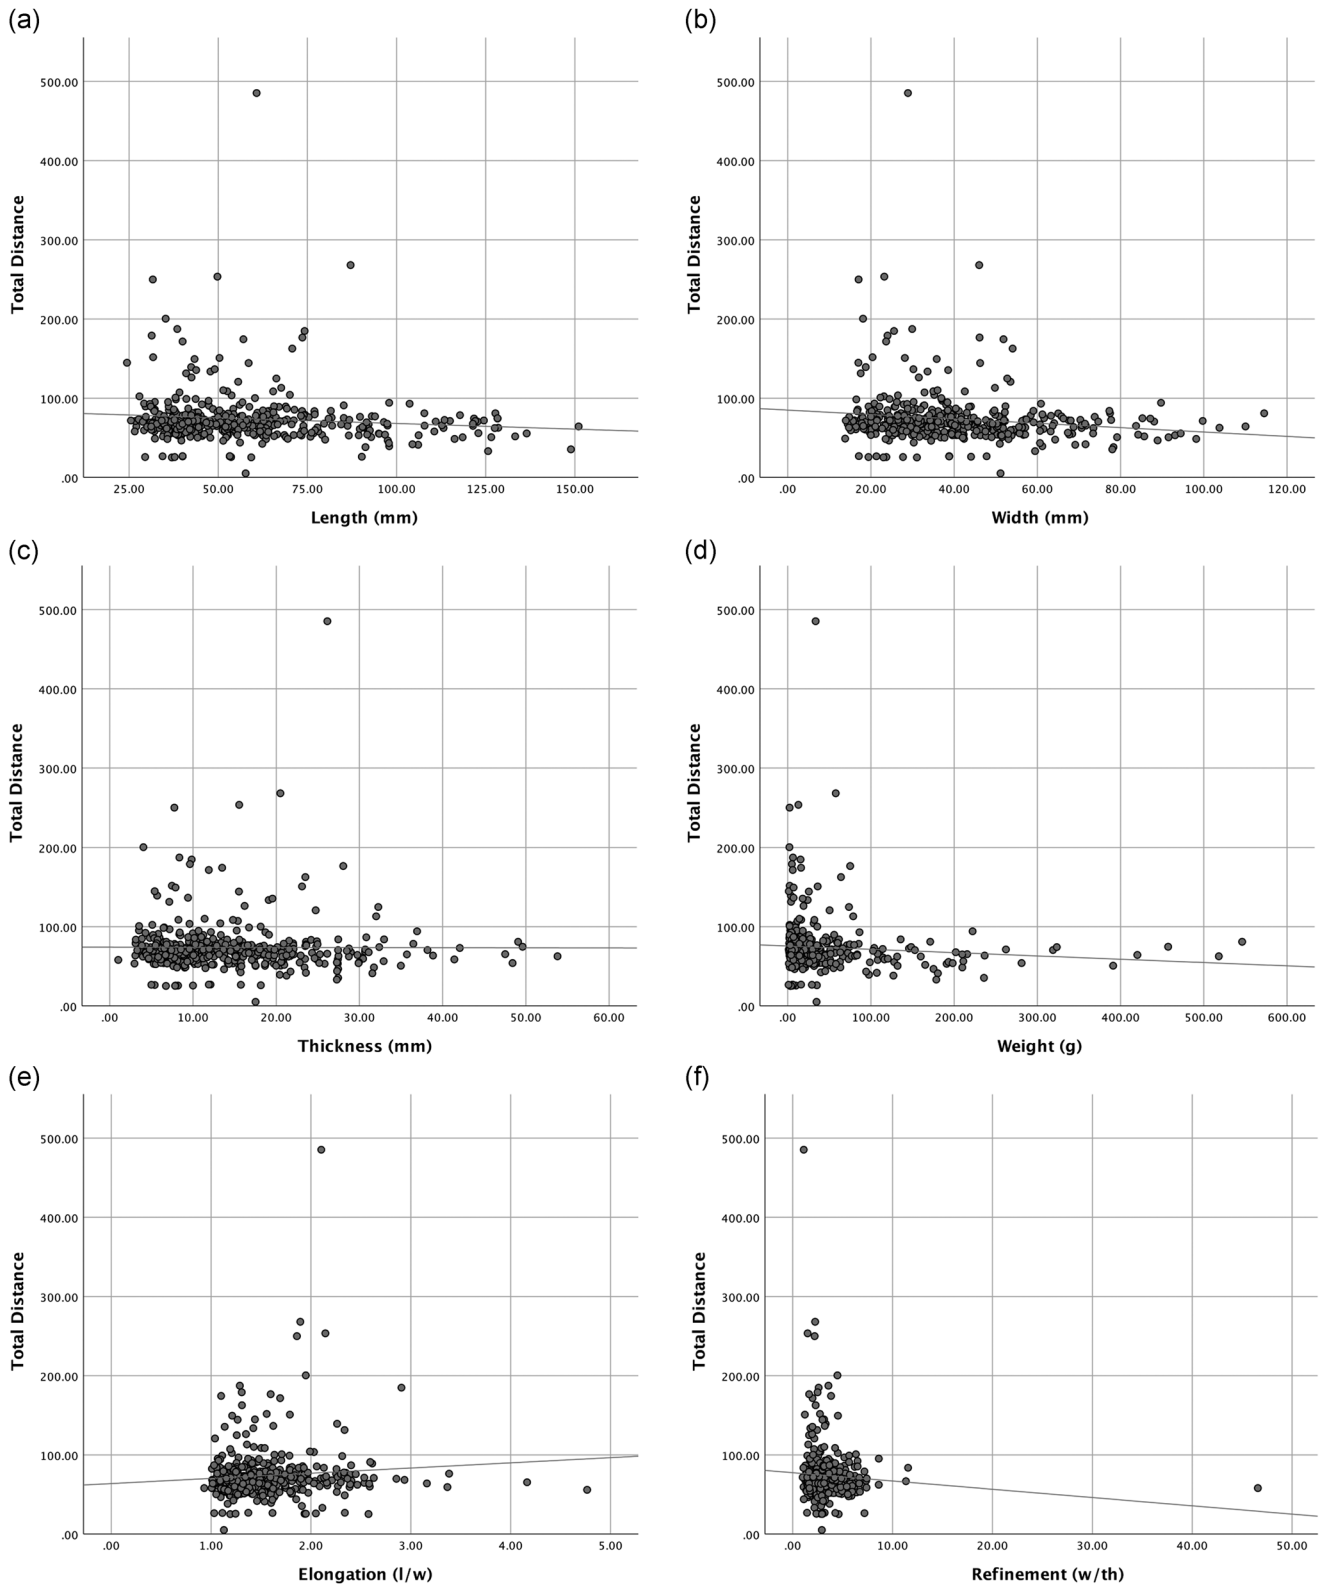 (a)
500.00
400.00
300.00
200.00
100.00
.00
Total Distance
25.00 50.00 75.00 100.00 125.00 150.00
Length (mm)
(b)
500.00
400.00
300.00
200.00
100.00
.00
Total Distance
.00 20.00 40.00 60.00 80.00 100.00 120.00
Width (mm)
(c)
500.00
400.00
300.00
200.00
100.00
.00
Total Distance
.00 10.00 20.00 30.00 40.00 50.00 60.00
Thickness (mm)
(d)
500.00
400.00
300.00
200.00
100.00
.00
Total Distance
.00 100.00 200.00 300.00 400.00 500.00 600.00
Weight (g)
(e)
500.00
400.00
300.00
200.00
100.00
.00
Total Distance
.00 1.00 2.00 3.00 4.00 5.00
Elongation (l/w)
(f)
500.00
400.00
300.00
200.00
100.00
.00
Total Distance
.00 10.00 20.00 30.00 40.00 50.00
Refinement (w/th)